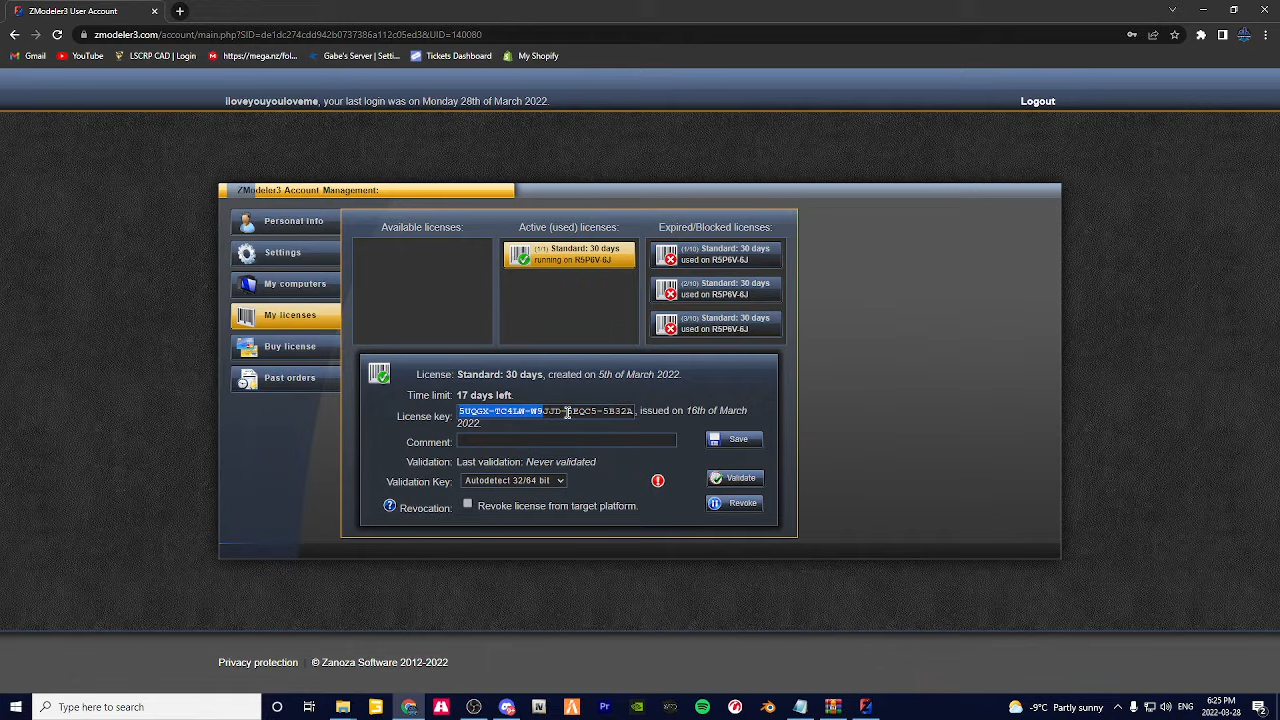 ZModeler3 User Account
zmodeler3.com/account/main.php?SID=de1dc274cdd942b0737386a112c05ed3&UID=140080
Gmail YouTube LSCRP CAD | Login https://mega.nz/fol... Gabe's Server | Setti... Tickets Dashboard My Shopify
iloveyouyouloveme, your last login was on Monday 28th of March 2022. Logout
ZModeler3 Account Management:
Personal info
Settings
My computers
My licenses
Buy license
Past orders
Available licenses: Active (used) licenses: Expired/Blocked licenses:
(1/1) Standard: 30 days
running on R5P6V-6J
(1/10) Standard: 30 days
used on R5P6V-6J
(2/10) Standard: 30 days
used on R5P6V-6J
(3/10) Standard: 30 days
used on R5P6V-6J
License: Standard: 30 days, created on 5th of March 2022.
Time limit: 17 days left.
License key: , issued on 16th of March
2022.
Comment: Save
Validation: Last validation: Never validated
Validation Key: Autodetect 32/64 bit Validate
Revocation: Revoke license from target platform. Revoke
Privacy protection | © Zanoza Software 2012-2022
Type here to search
-9°C Partly sunny
6:25 PM
2022-03-28